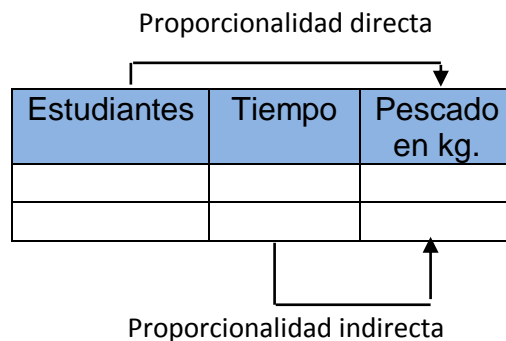 Proporcionalidad directa
Estudiantes Tiempo Pescado
en kg.
Proporcionalidad indirecta